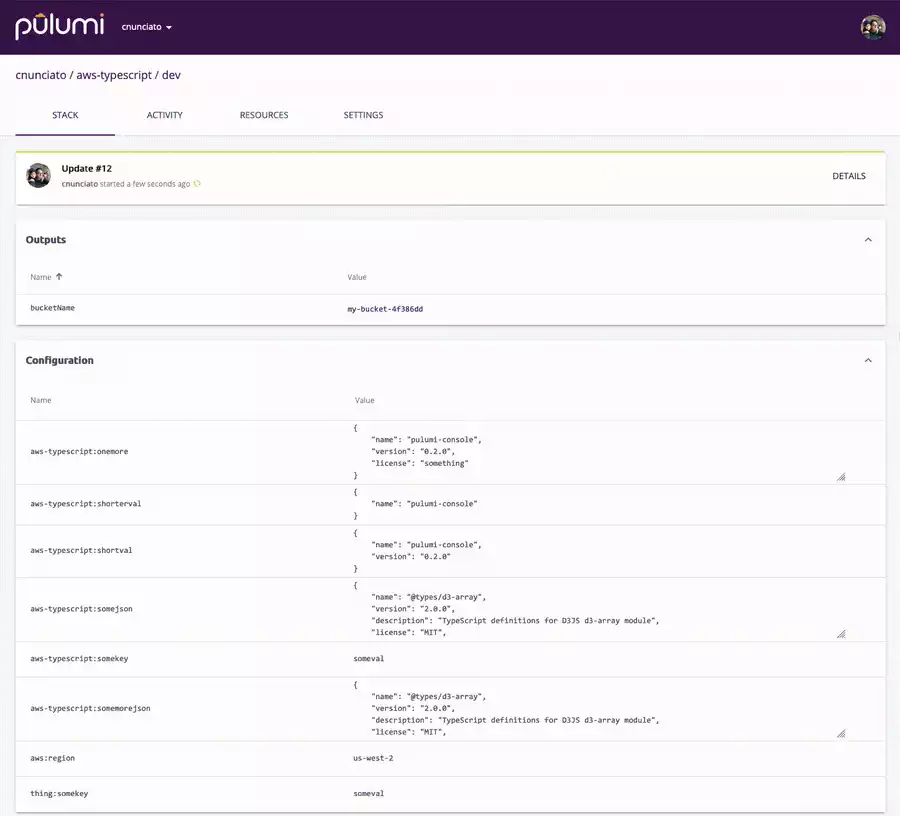 pulumi
cnunciato
cnunciato / aws-typescript / dev
STACK ACTIVITY RESOURCES SETTINGS
Update #12
cnunciato started a few seconds ago
DETAILS
Outputs
Name Value
bucketName my-bucket-4f386dd
Configuration
Name Value
aws-typescript:onemore
{
"name": "pulumi-console",
"version": "0.2.0",
"license": "something"
}
aws-typescript:shorterval
{
"name": "pulumi-console"
}
aws-typescript:shortval
{
"name": "pulumi-console",
"version": "0.2.0"
}
aws-typescript:somejson
{
"name": "@types/d3-array",
"version": "2.0.0",
"description": "TypeScript definitions for D3JS d3-array module",
"license": "MIT",
aws-typescript:somekey someval
aws-typescript:somemorejson
{
"name": "@types/d3-array",
"version": "2.0.0",
"description": "TypeScript definitions for D3JS d3-array module",
"license": "MIT",
aws:region us-west-2
thing:somekey someval